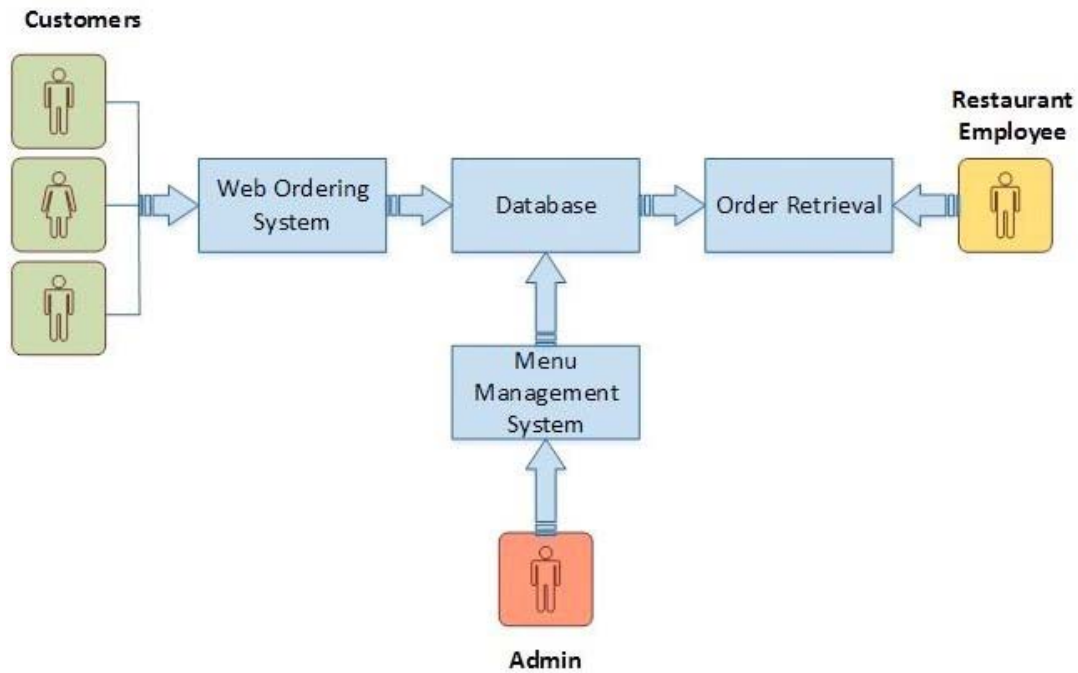 Customers
Restaurant
Employee
Web Ordering
System
Database
Order Retrieval
Menu
Management
System
Admin